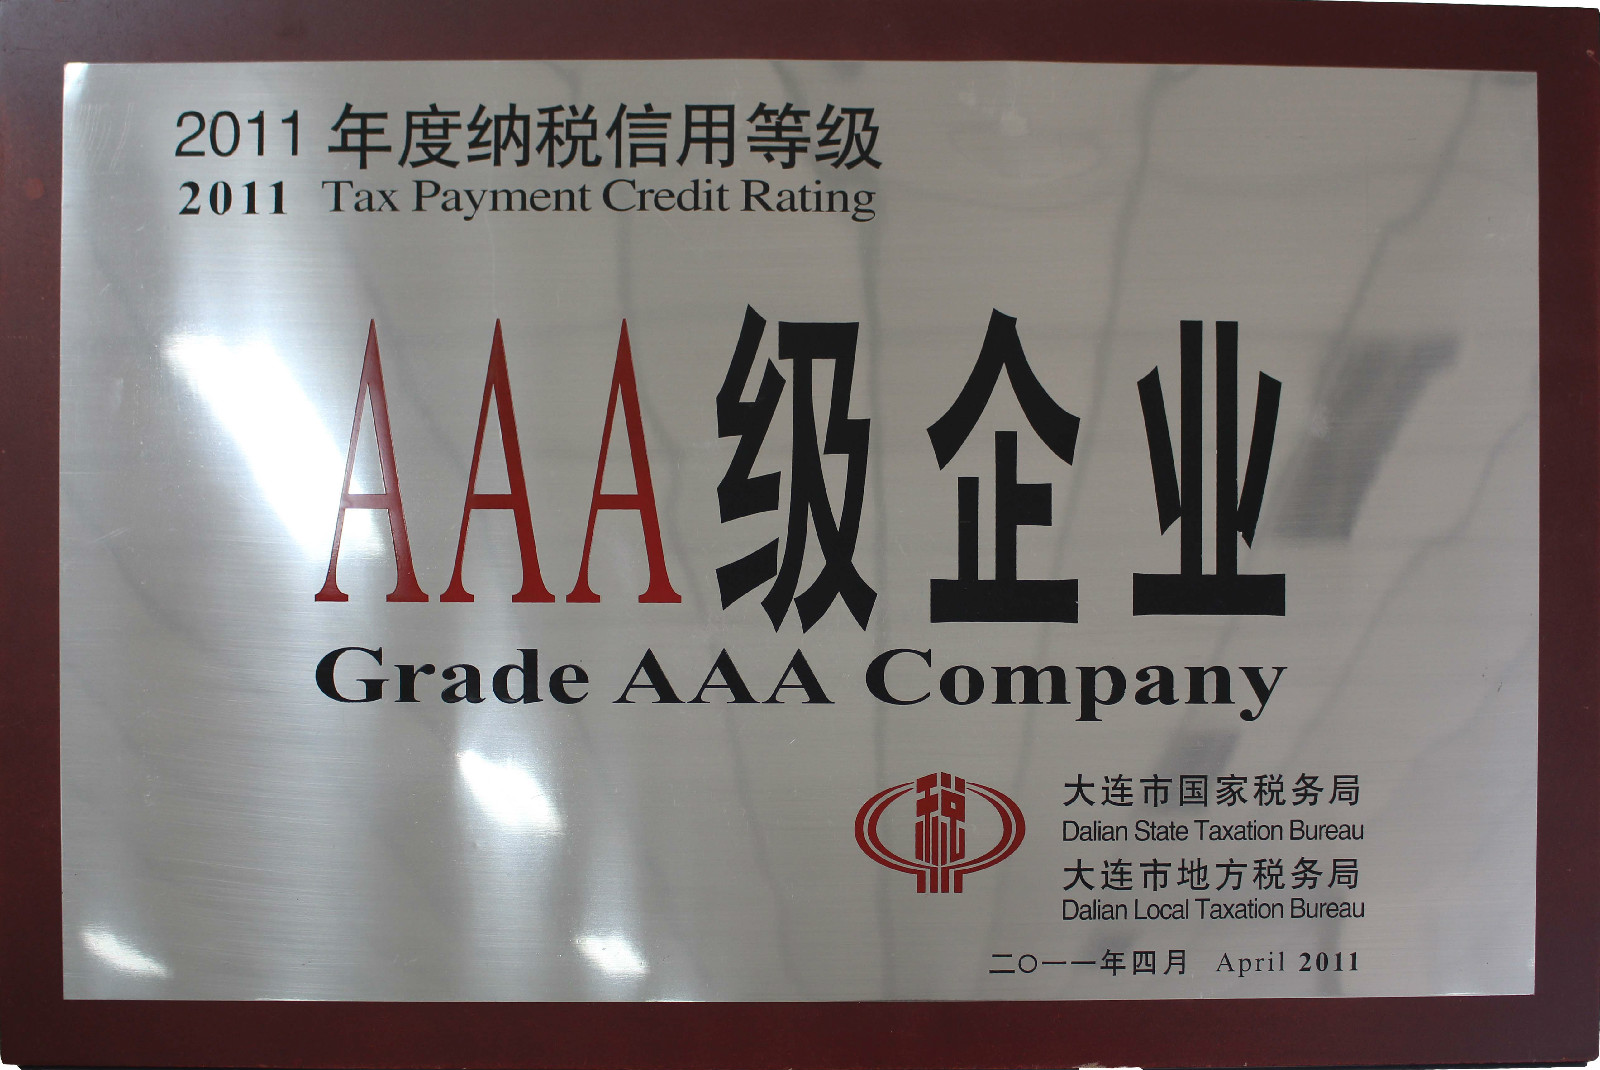 2011 年度纳税信用等级
2011 Tax Payment Credit Rating
AAA级企业
Grade AAA Company
税
大连市国家税务局
Dalian State Taxation Bureau
大连市地方税务局
Dalian Local Taxation Bureau
二〇一一年四月 April 2011